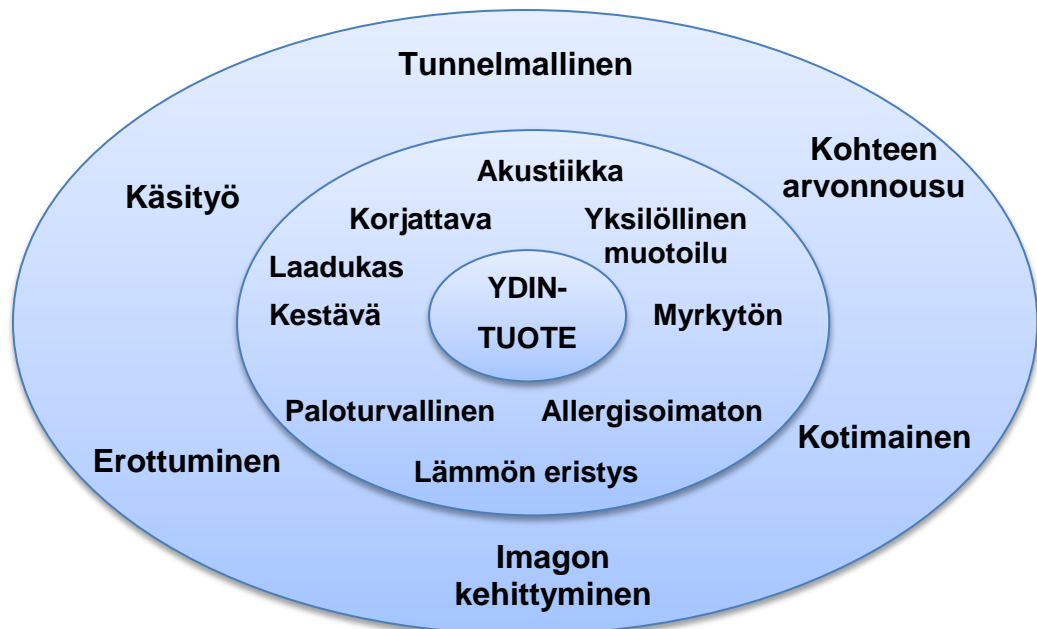 Tunnelmallinen
Kohteen
arvonnousu
Käsityö
Akustiikka
Korjattava
Yksilöllinen
muotoilu
Laadukas
Kestävä
YDIN-
TUOTE
Myrkytön
Paloturvallinen
Allergisoimaton
Lämmön eristys
Erottuminen
Kotimainen
Imagon
kehittyminen